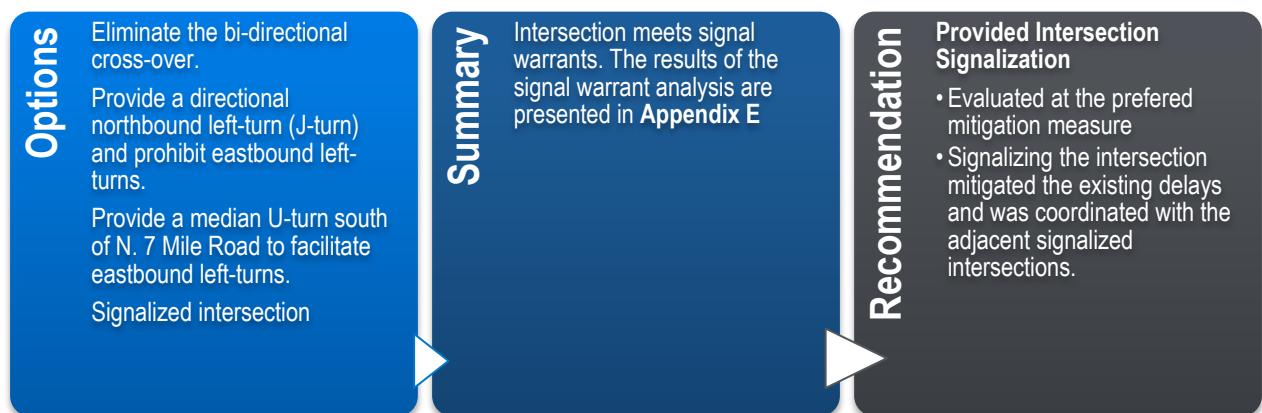 Options
Eliminate the bi-directional
cross-over.
Provide a directional
northbound left-turn (J-turn)
and prohibit eastbound left-
turns.
Provide a median U-turn south
of N. 7 Mile Road to facilitate
eastbound left-turns.
Signalized intersection
Summary
Intersection meets signal
warrants. The results of the
signal warrant analysis are
presented in Appendix E
Recommendation
Provided Intersection
Signalization
• Evaluated at the prefered
mitigation measure
• Signalizing the intersection
mitigated the existing delays
and was coordinated with the
adjacent signalized
intersections.